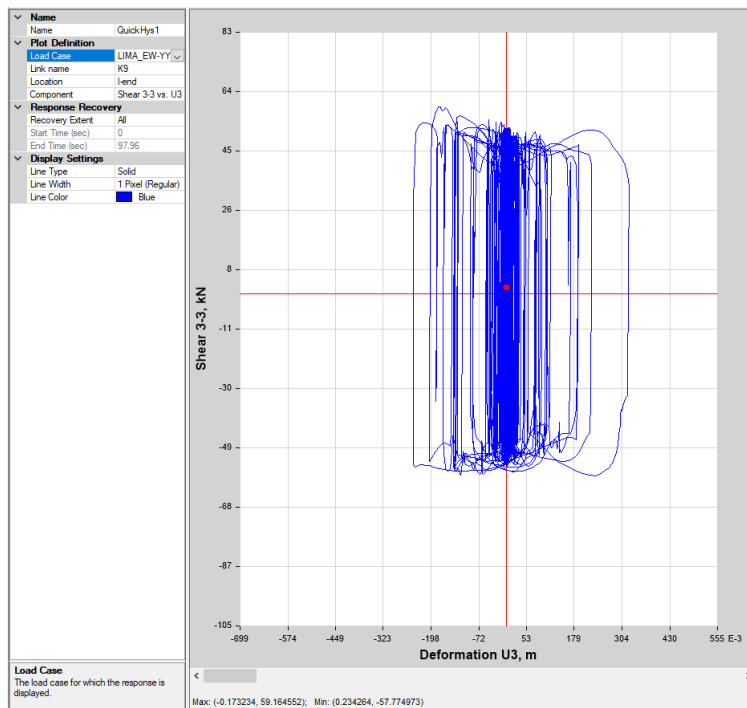 Name
Name QuickHys1
Plot Definition
Load Case LIMA_EW-YY
Link name K9
Location I-end
Component Shear 3-3 vs. U3
Response Recovery
Recovery Extent All
Start Time (sec) 0
End Time (sec) 97.96
Display Settings
Line Type Solid
Line Width 1 Pixel (Regular)
Line Color Blue
Load Case
The load case for which the response is
displayed.
Shear 3-3, kN
83
64
45
26
8
-11
-30
-49
-68
-87
-105
-699 -574 -449 -323 -198 -72 53 179 304 430 555 E-3
Deformation U3, m
Max: (-0.173234, 59.164552); Min: (0.234264, -57.774973)